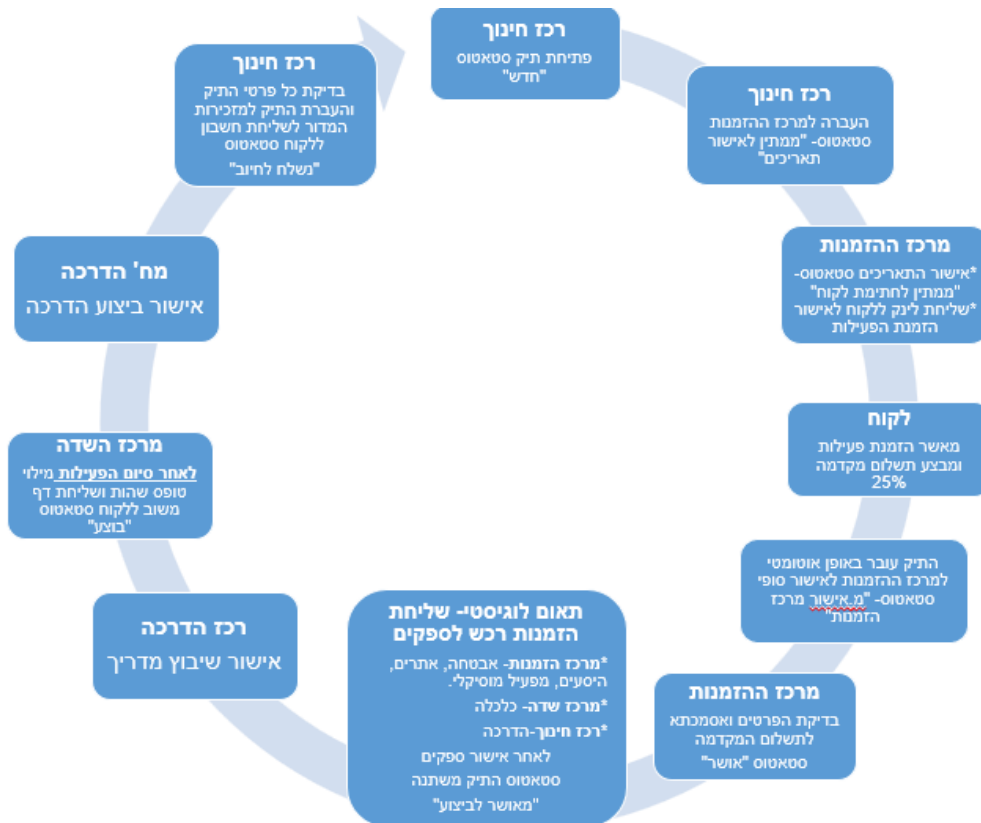 רכז חינוך
פתיחת תיק סטאטוס
"חדש"
רכז חינוך
העברה למרכז ההזמנות
סטאטוס- "ממתין לאישור
תאריכים"
מרכז ההזמנות
*אישור התאריכים סטאטוס-
"ממתין לחתימת לקוח"
*שליחת לינק ללקוח לאישור
הזמנת הפעילות
לקוח
מאשר הזמנת פעילות
ומבצע תשלום מקדמה
25%
התיק עובר באופן אוטומטי
למרכז ההזמנות לאישור סופי
סטאטוס- "מ.אישור מרכז
הזמנות"
מרכז ההזמנות
בדיקת הפרטים ואסמכתא
לתשלום המקדמה
סטאטוס "אושר"
תאום לוגיסטי- שליחת
הזמנות רכש לספקים
*מרכז הזמנות- אבטחה, אתרים,
היסעים, מפעיל מוסיקלי.
*מרכז שדה- כלכלה
*רכז חינוך-הדרכה
לאחר אישור ספקים
סטאטוס התיק משתנה
"מאושר לביצוע"
רכז הדרכה
אישור שיבוץ מדריך
מרכז השדה
לאחר סיום הפעילות מילוי
טופס שהות ושליחת דף
משוב ללקוח סטאטוס
"בוצע"
מח' הדרכה
אישור ביצוע הדרכה
רכז חינוך
בדיקת כל פרטי התיק
והעברת התיק למזכירות
המדור לשליחת חשבון
ללקוח סטאטוס
"נשלח לחיוב"